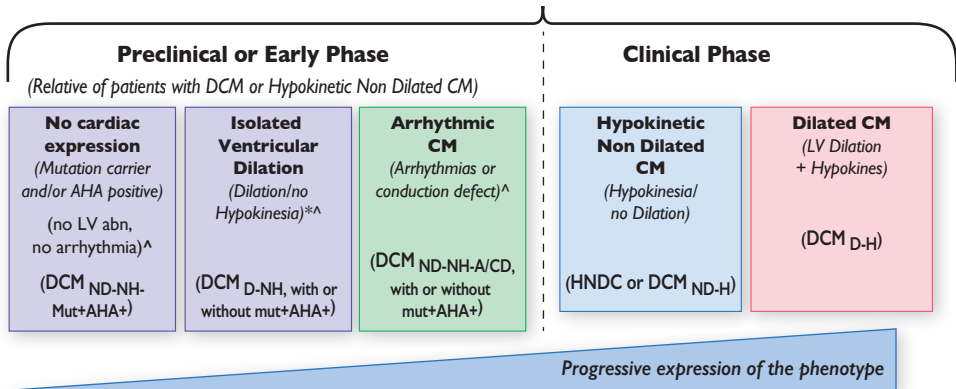 Preclinical or Early Phase
Clinical Phase
(Relative of patients with DCM or Hypokinetic Non Dilated CM)
No cardiac
expression
(Mutation carrier
and/or AHA positive)
(no LV abn,
no arrhythmia)^
(DCM ND-NH-
Mut+AHA+)
Isolated
Ventricular
Dilation
(Dilation/no
Hypokinesia)*^
(DCM D-NH, with or
without mut+AHA+)
Arrhythmic
CM
(Arrhythmias or
conduction defect)^
(DCM ND-NH-A/CD,
with or without
mut+AHA+)
Hypokinetic
Non Dilated
CM
(Hypokinesia/
no Dilation)
(HNDC or DCM ND-H)
Dilated CM
(LV Dilation
+ Hypokines)
(DCM D-H)
Progressive expression of the phenotype